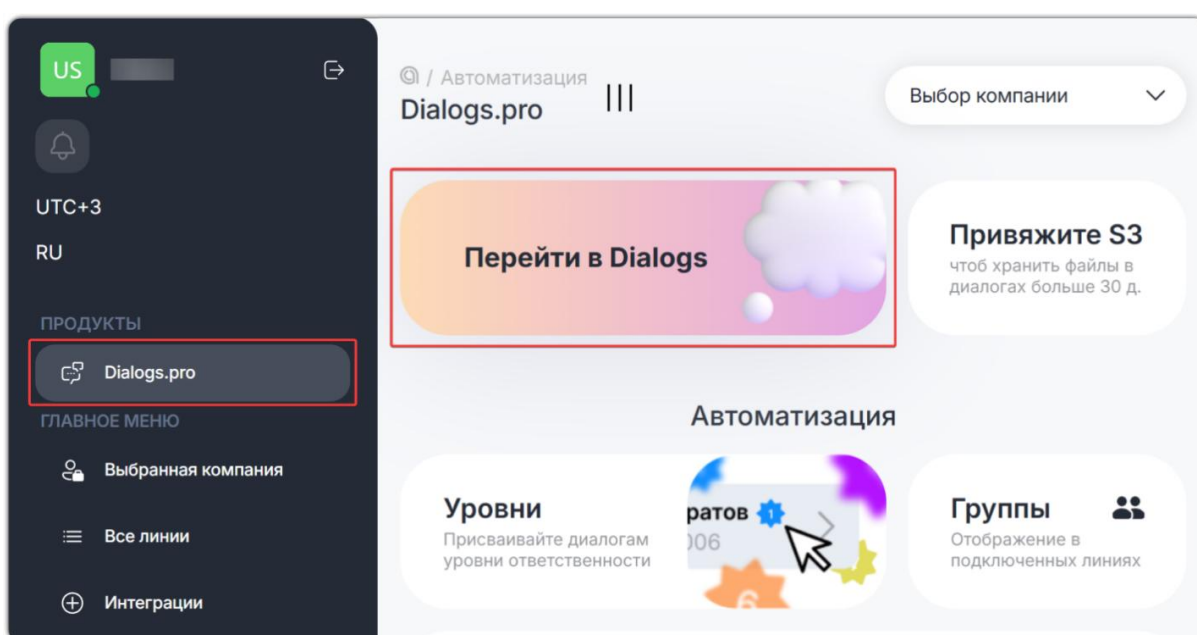 US
UTC+3
RU
ПРОДУКТЫ
Dialogs.pro
ГЛАВНОЕ МЕНЮ
Выбранная компания
Все линии
Интеграции
/ Автоматизация
Dialogs.pro
Выбор компании
Перейти в Dialogs
Привяжите S3
чтоб хранить файлы в
диалогах больше 30 д.
Автоматизация
Уровни
Присваивайте диалогам
уровни ответственности
ратов 1
006
6
Группы
Отображение в
подключенных линиях